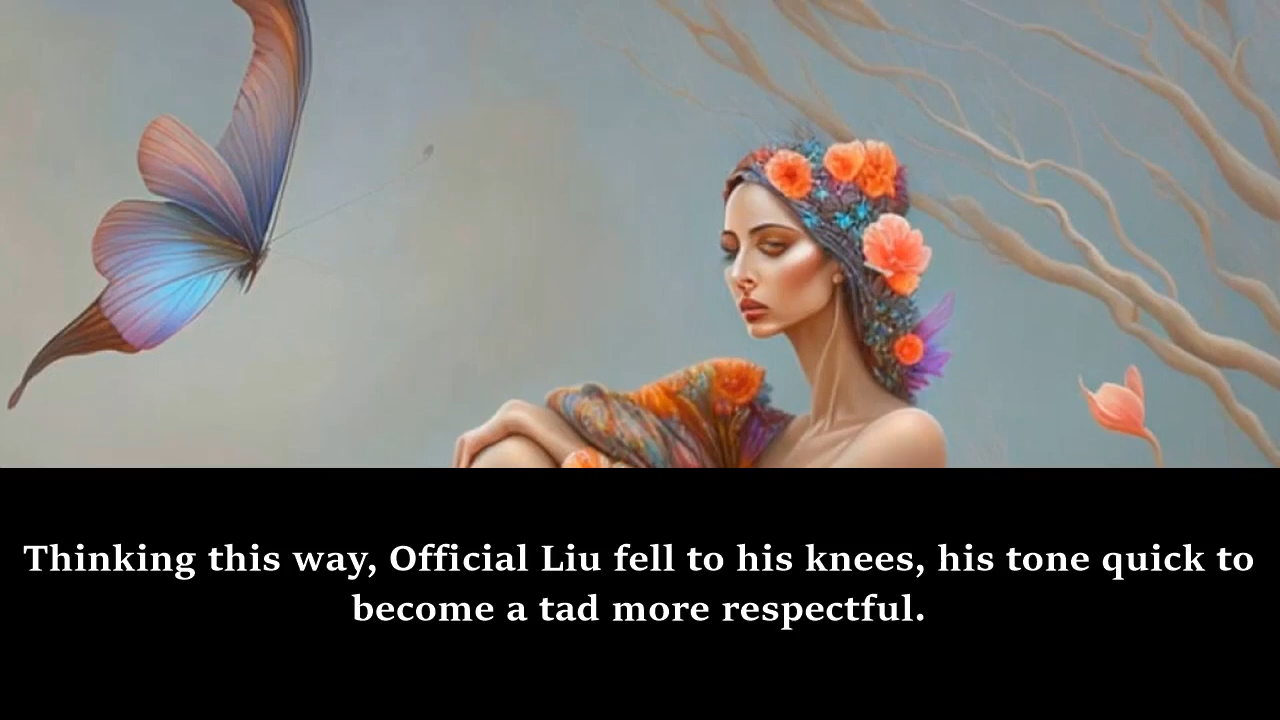 Thinking this way, Official Liu fell to his knees, his tone quick to
become a tad more respectful.